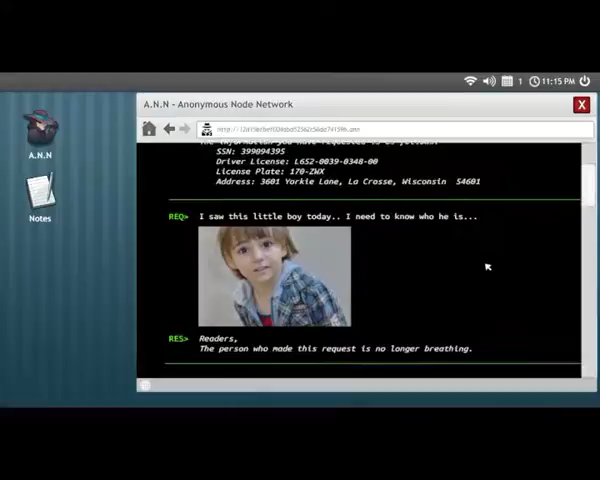 11:15 PM
1
A.N.N - Anonymous Node Network
X
A.N.N
Notes
SSN: 399094395
Driver License: L652-0039-0348-00
License Plate: 170-ZWX
Address: 3601 Yorkie Lane, La Crosse, Wisconsin 54601
REQ> I saw this little boy today.. I need to know who he is...
RES> Readers,
The person who made this request is no longer breathing.